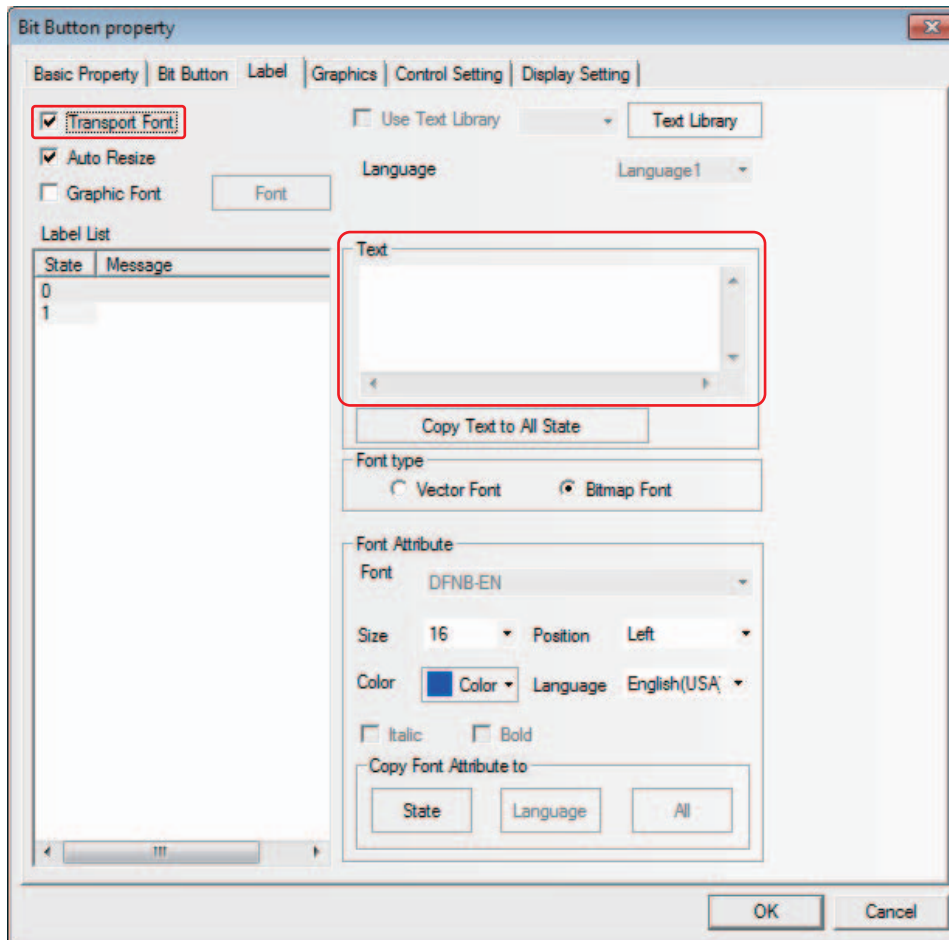 Bit Button property
Basic Property Bit Button Label Graphics Control Setting Display Setting
Transport Font
Auto Resize
Graphic Font Font
Label List
State Message
0
1
Use Text Library Text Library
Language Language1
Text
Copy Text to All State
Font type
Vector Font Bitmap Font
Font Attribute
Font DFNB-EN
Size 16 Position Left
Color Color Language English(USA)
Italic Bold
Copy Font Attribute to
State Language All
OK Cancel